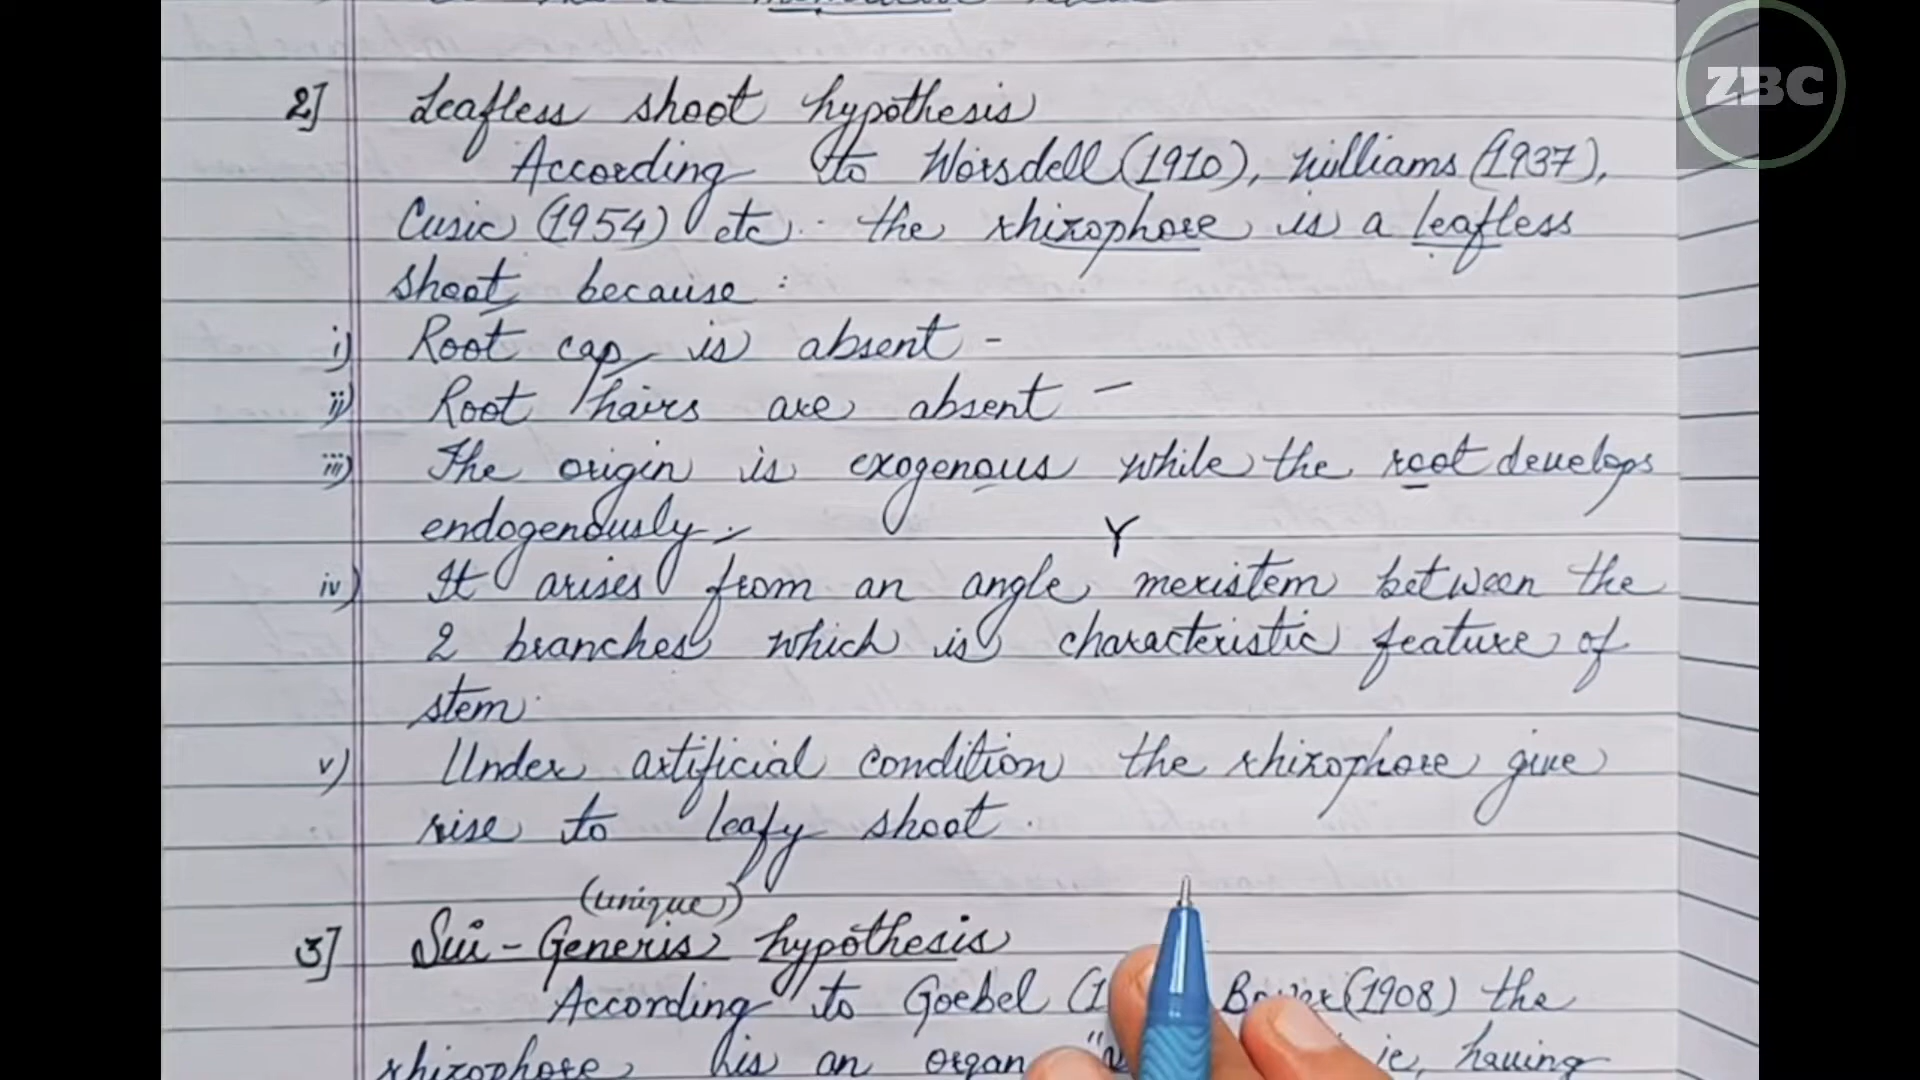 ZBC
2] Leafless shoot hypothesis
According to Worsdell (1910), Williams (1937),
Cusic (1954) etc. the rhizophore is a leafless
shoot because :
i) Root cap is absent -
ii) Root hairs are absent -
iii) The origin is exogenous while the root develops
endogenously.
Y
iv) It arises from an angle meristem between the
2 branches which is characteristic feature of
stem.
v) Under artificial condition the rhizophore give
rise to leafy shoot.
(unique)
3] Sui-Generis hypothesis
According to Goebel (1 (1908) the
rhizophore is an organ ie, having